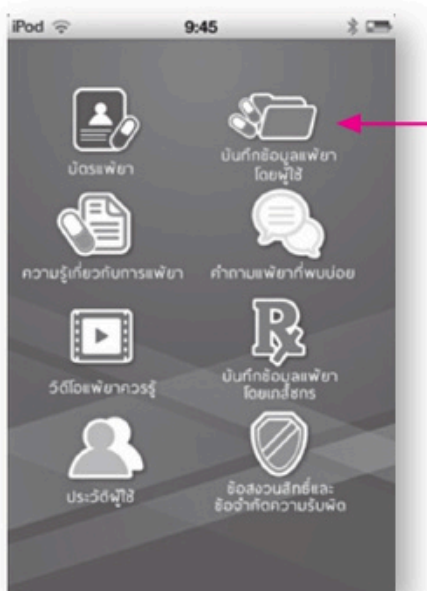 iPod 9:45
บัตรแพ้ยา
บันทึกข้อมูลแพ้ยา
โดยผู้ใช้
ความรู้เกี่ยวกับการแพ้ยา
คำถามแพ้ยาที่พบบ่อย
วีดีโอแพ้ยาควรรู้
บันทึกข้อมูลแพ้ยา
โดยเภสัชกร
ประวัติผู้ใช้
ข้อสงวนสิทธิ์และ
ข้อจำกัดความรับผิด